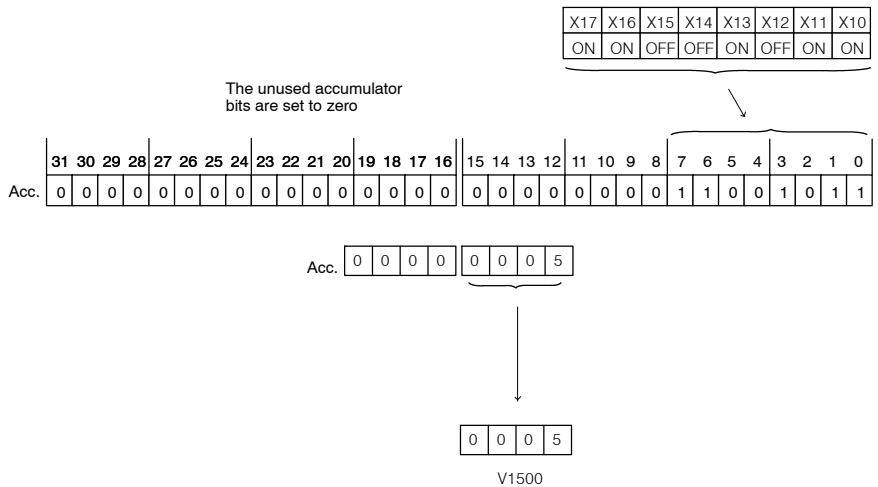 X17 X16 X15 X14 X13 X12 X11 X10
ON ON OFF OFF ON OFF ON ON
The unused accumulator
bits are set to zero
31 30 29 28 27 26 25 24 23 22 21 20 19 18 17 16 15 14 13 12 11 10 9 8 7 6 5 4 3 2 1 0
Acc. 0 0 0 0 0 0 0 0 0 0 0 0 0 0 0 0 0 0 0 0 0 0 0 0 1 1 0 0 1 0 1 1
Acc. 0 0 0 0 0 0 0 5
0 0 0 5
V1500